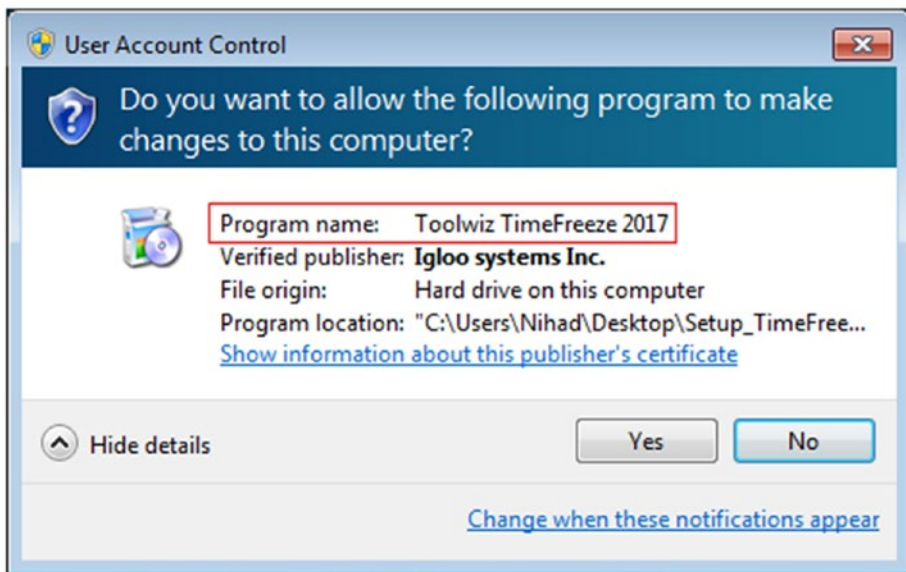 User Account Control
Do you want to allow the following program to make
changes to this computer?
Program name: Toolwiz TimeFreeze 2017
Verified publisher: Igloo systems Inc.
File origin: Hard drive on this computer
Program location: "C:\Users\Nihad\Desktop\Setup_TimeFree...
Show information about this publisher's certificate
Hide details
Yes
No
Change when these notifications appear